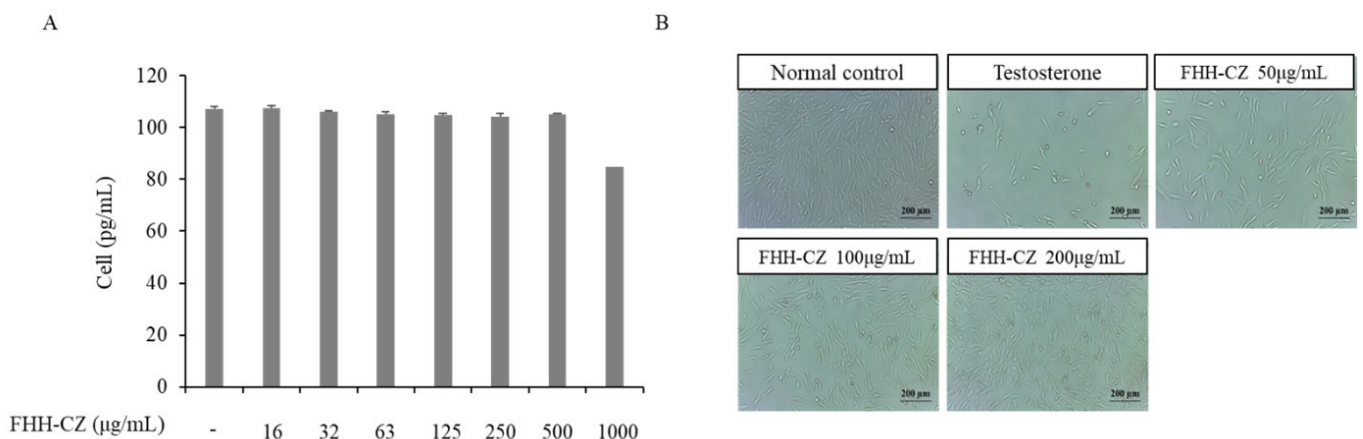 A
B
120
100
80
60
40
20
0
Cell (pg/mL)
FHH-CZ (μg/mL)
- 16 32 63 125 250 500 1000
Normal control
Testosterone
FHH-CZ 50μg/mL
200 μm
200 μm
200 μm
FHH-CZ 100μg/mL
FHH-CZ 200μg/mL
200 μm
200 μm